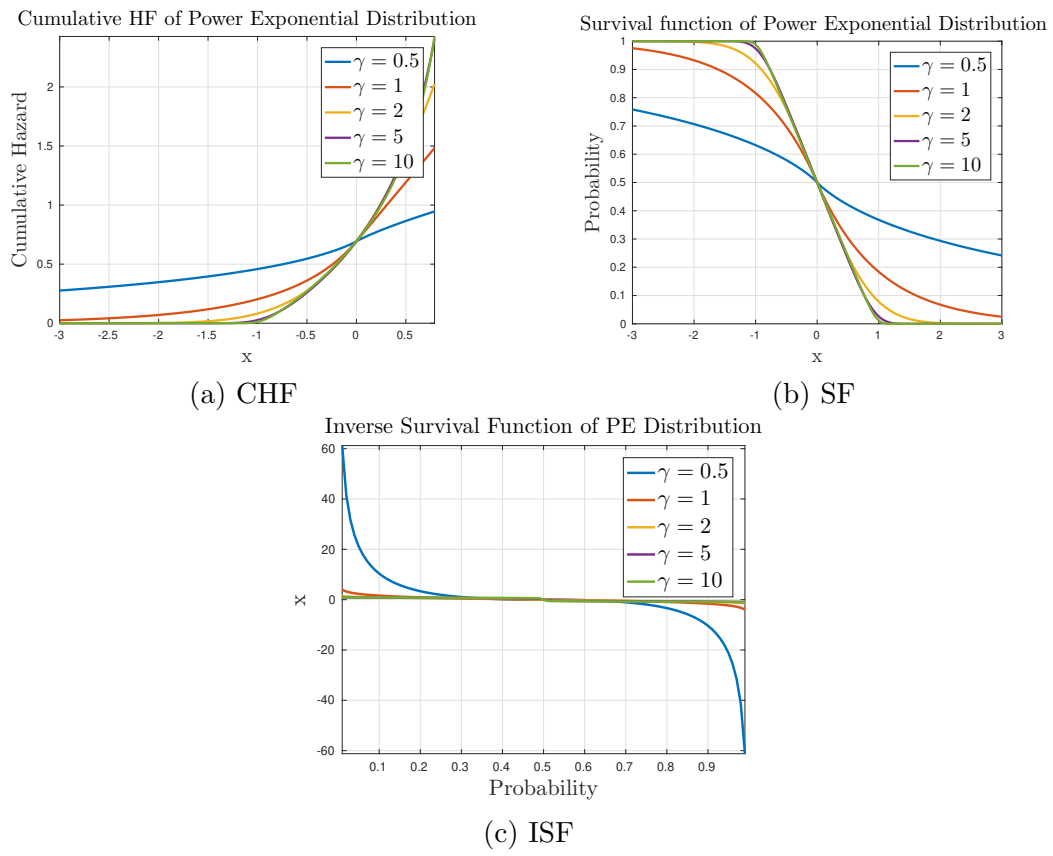 Cumulative HF of Power Exponential Distribution
Cumulative Hazard
2
1.5
1
0.5
0
-3
-2.5
-2
-1.5
-1
-0.5
0
0.5
x
γ = 0.5
γ = 1
γ = 2
γ = 5
γ = 10
(a) CHF
Survival function of Power Exponential Distribution
Probability
1
0.9
0.8
0.7
0.6
0.5
0.4
0.3
0.2
0.1
0
-3
-2
-1
0
1
2
3
x
γ = 0.5
γ = 1
γ = 2
γ = 5
γ = 10
(b) SF
Inverse Survival Function of PE Distribution
x
60
40
20
0
-20
-40
-60
0.1
0.2
0.3
0.4
0.5
0.6
0.7
0.8
0.9
Probability
γ = 0.5
γ = 1
γ = 2
γ = 5
γ = 10
(c) ISF